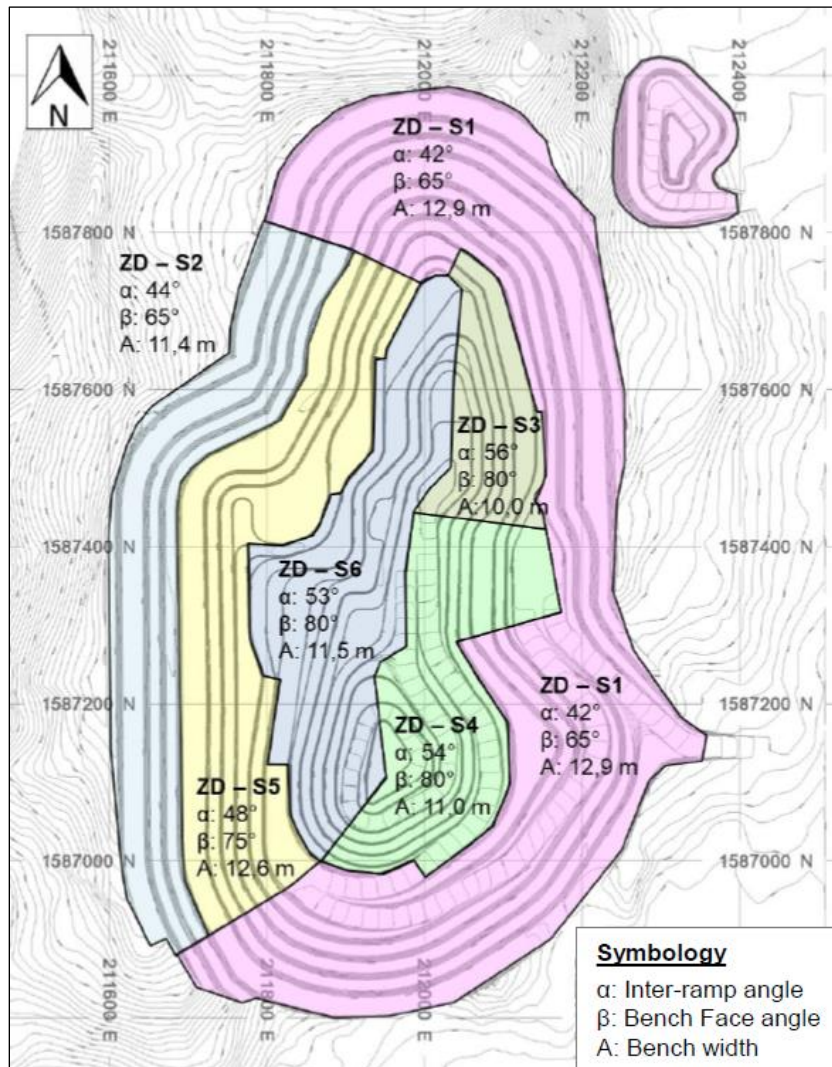 N
211600 E
211800 E
212000 E
212200 E
212400 E
ZD – S1
α: 42°
β: 65°
A: 12,9 m
1587800 N
1587800 N
ZD – S2
α: 44°
β: 65°
A: 11,4 m
1587600 N
1587600 N
ZD – S3
α: 56°
β: 80°
A:10,0 m
1587400 N
1587400 N
ZD – S6
α: 53°
β: 80°
A: 11,5 m
1587200 N
1587200 N
ZD – S1
α: 42°
β: 65°
A: 12,9 m
ZD – S4
α: 54°
β: 80°
A: 11,0 m
ZD – S5
α: 48°
β: 75°
A: 12,6 m
1587000 N
1587000 N
211600 E
211800 E
212000 E
Symbology
α: Inter-ramp angle
β: Bench Face angle
A: Bench width